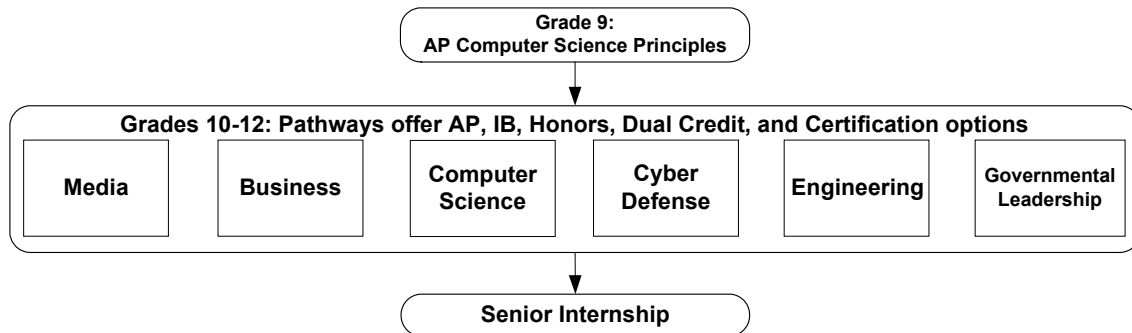 Grade 9:
AP Computer Science Principles
Grades 10-12: Pathways offer AP, IB, Honors, Dual Credit, and Certification options
Media
Business
Computer
Science
Cyber
Defense
Engineering
Governmental
Leadership
Senior Internship